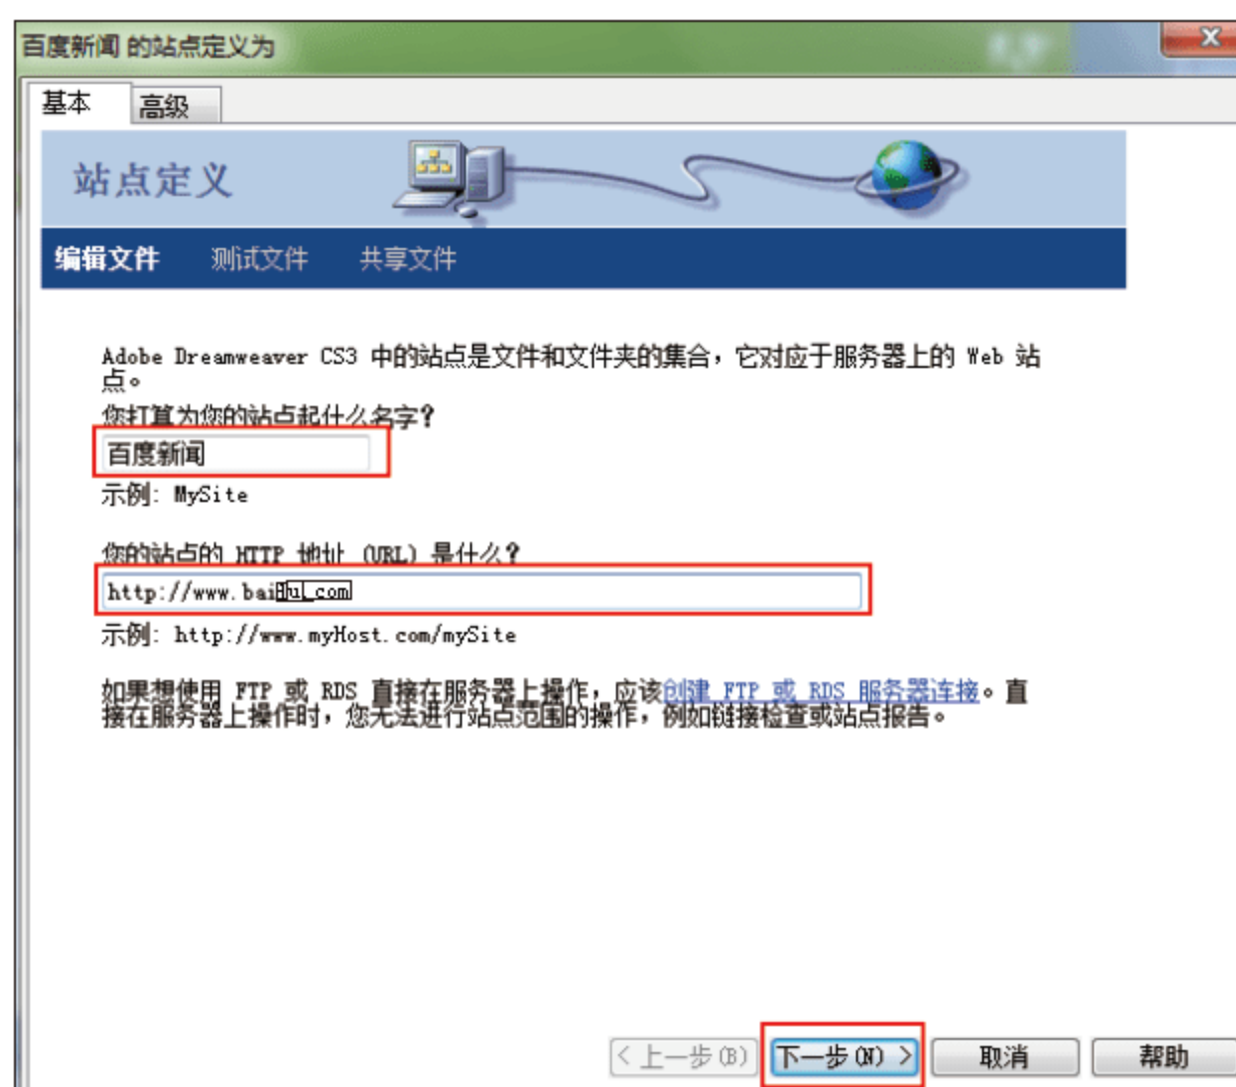 百度新闻 的站点定义为
基本 高级
站点定义
编辑文件 测试文件 共享文件
Adobe Dreamweaver CS3 中的站点是文件和文件夹的集合，它对应于服务器上的 Web 站
点。
您打算为您的站点起什么名字?
百度新闻
示例: MySite
您的站点的 HTTP 地址 (URL) 是什么?
http://www.bai
示例: http://www.myHost.com/mySite
如果想使用 FTP 或 RDS 直接在服务器上操作，应该创建 FTP 或 RDS 服务器连接。直
接在服务器上操作时，您无法进行站点范围的操作，例如链接检查或站点报告。
< 上一步(B) 下一步(N) > 取消 帮助